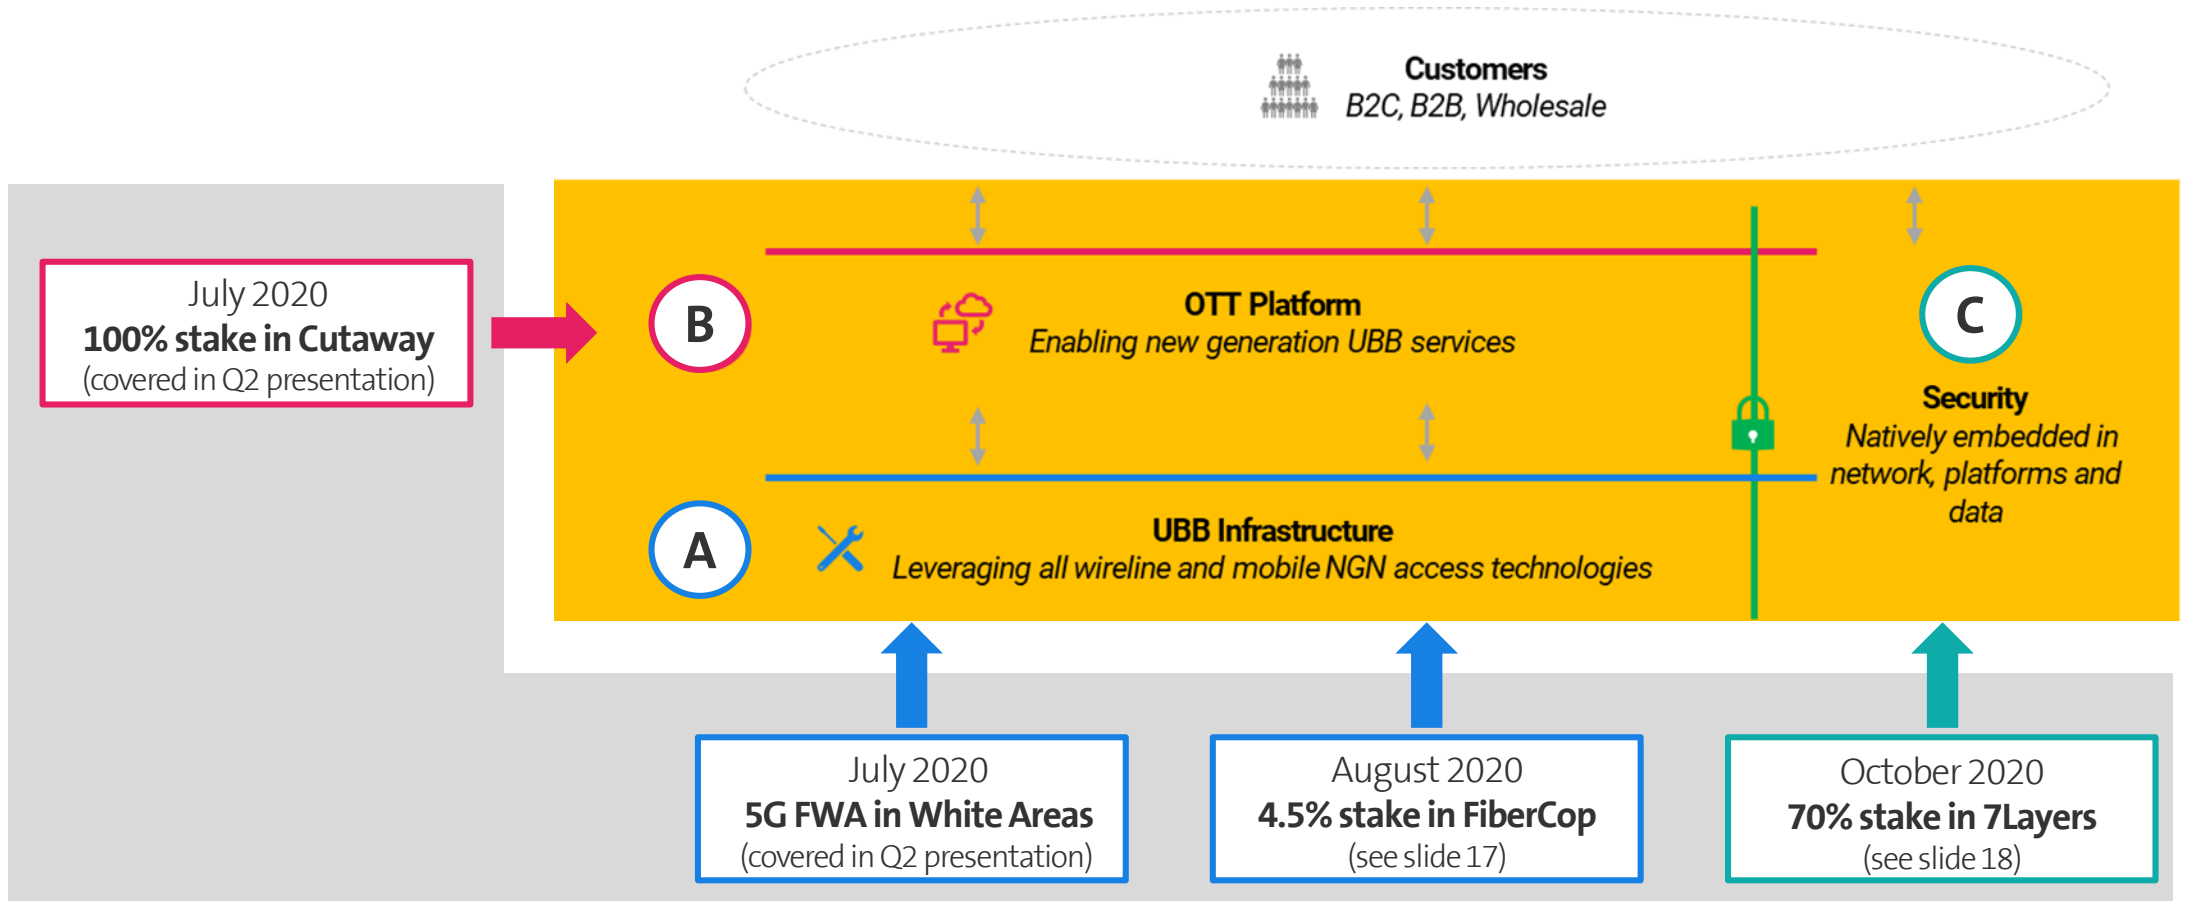 Customers
B2C, B2B, Wholesale
July 2020
100% stake in Cutaway
(covered in Q2 presentation)
B
OTT Platform
Enabling new generation UBB services
C
Security
Natively embedded in
network, platforms and
data
A
UBB Infrastructure
Leveraging all wireline and mobile NGN access technologies
July 2020
5G FWA in White Areas
(covered in Q2 presentation)
August 2020
4.5% stake in FiberCop
(see slide 17)
October 2020
70% stake in 7Layers
(see slide 18)